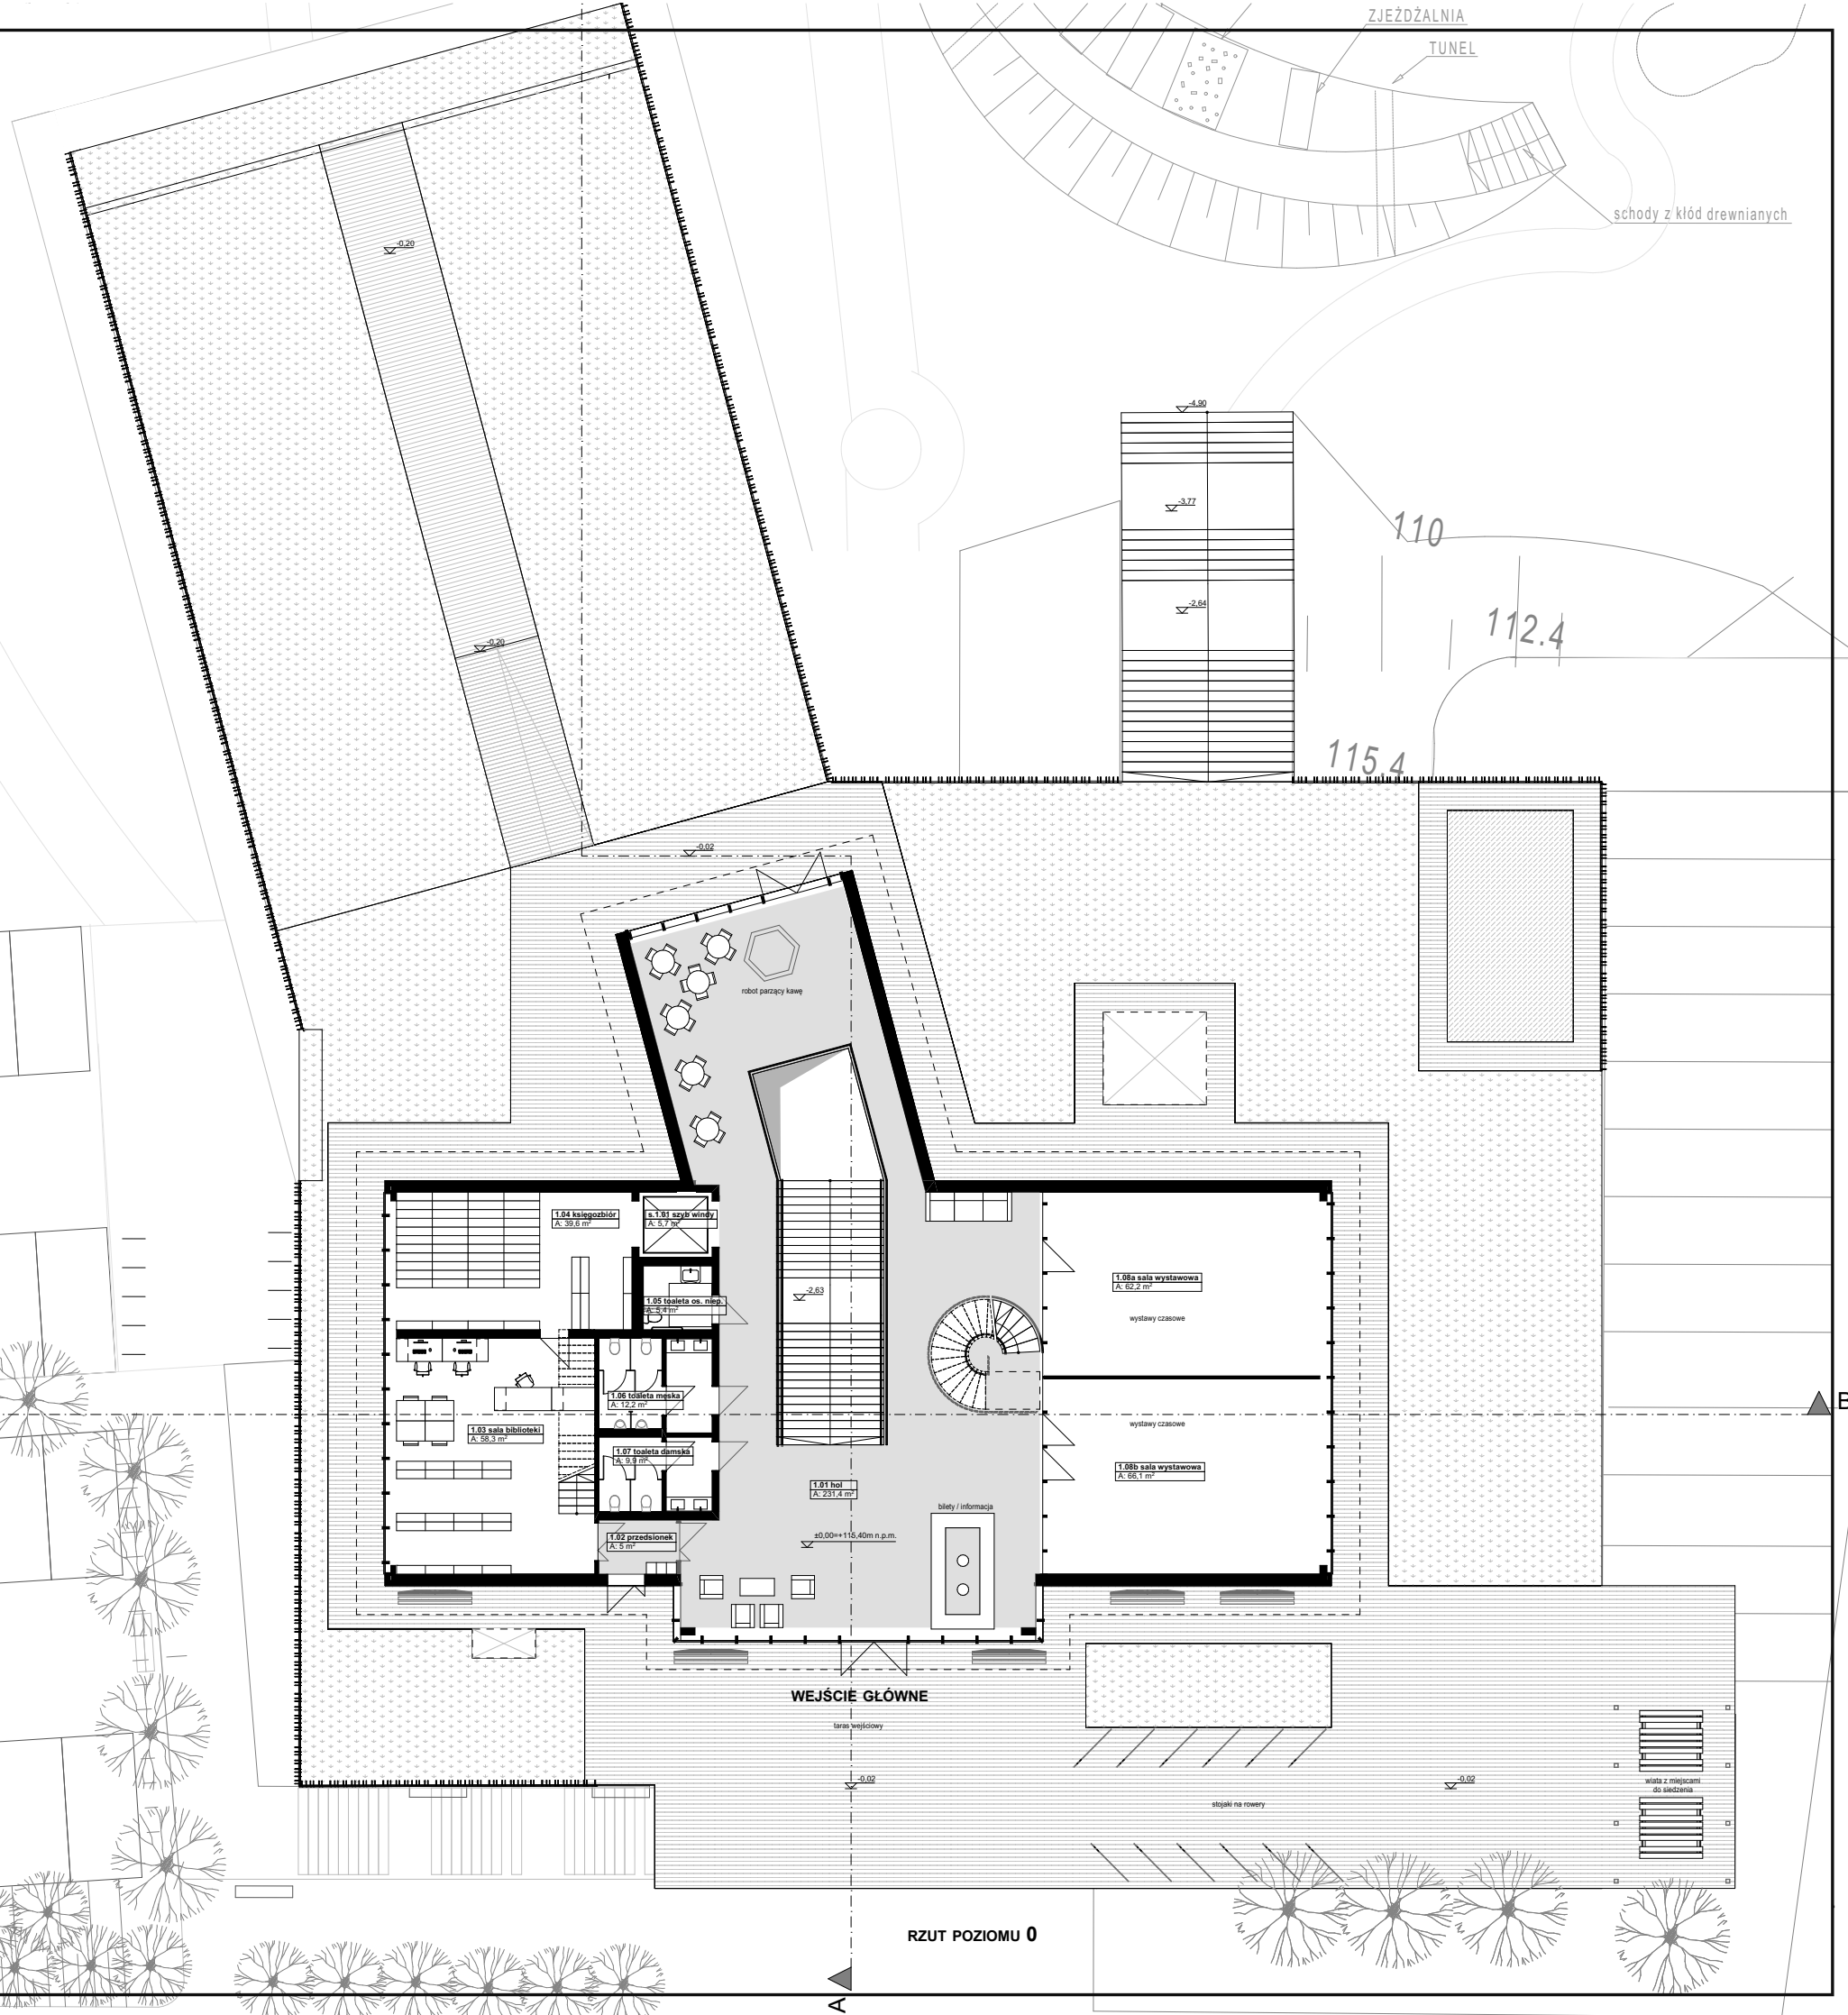 ZJEŻDŻALNIA
TUNEL
schody z kłód drewnianych
-0.20
-4.90
-3.77
110
-2,64
112.4
-0.20
115.4
-0.02
robot parzący kawę
1.04 księgozbiór
A: 39,6 m²
s.1.01 szyb windy
A: 5,7 m²
1.08a sala wystawowa
A: 62,2 m²
-2,63
1.05 toaleta os. niep.
A: 5,4 m²
wystawy czasowe
1.06 toaleta męska
A: 12,2 m²
B
wystawy czasowe
1.03 sala biblioteki
A: 58,3 m²
1.07 toaleta damska
A: 9,9 m²
1.08b sala wystawowa
A: 66,1 m²
1.01 hol
A: 231,4 m²
bilety / informacja
1.02 przedsionek
A: 5 m²
±0,00=+115,40m n.p.m.
WEJŚCIE GŁÓWNE
taras wejściowy
-0.02
-0.02
wiata z miejscami
do siedzenia
stojaki na rowery
RZUT POZIOMU 0
A